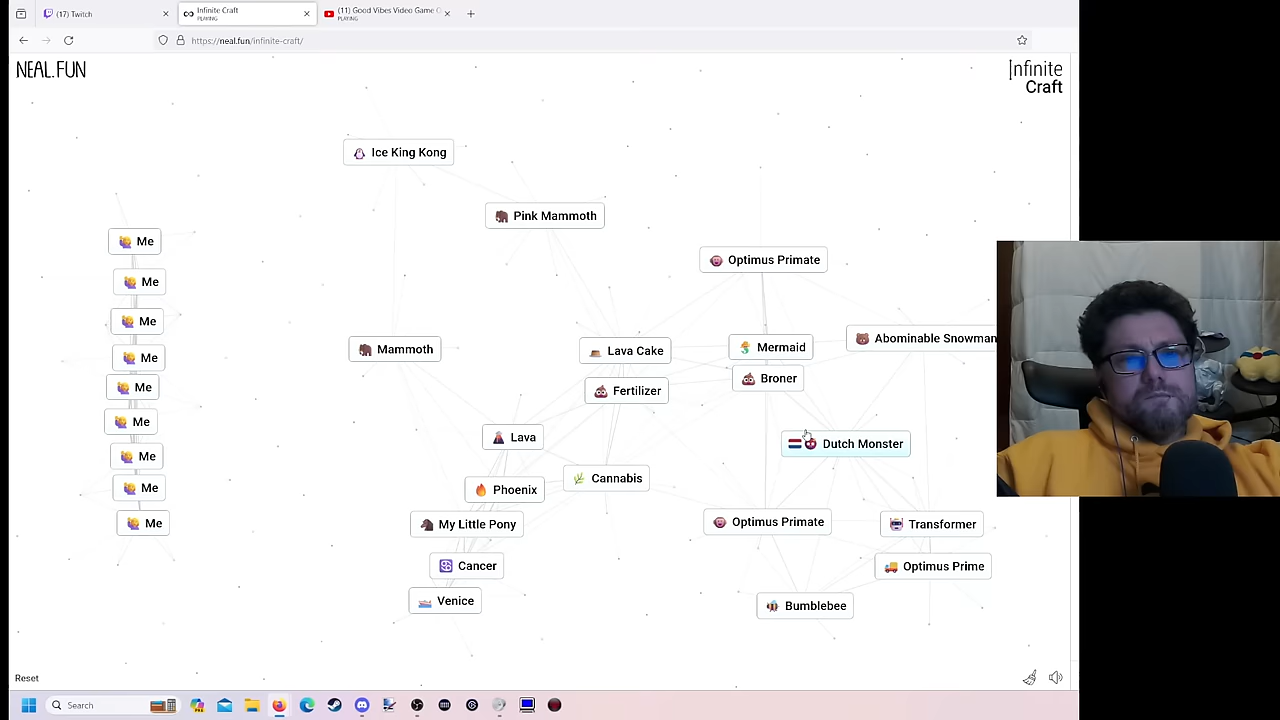 (17) Twitch
Infinite Craft
PLAYING
(11) Good Vibes Video Game
PLAYING
https://neal.fun/infinite-craft/
NEAL.FUN
Infinite
Craft
Ice King Kong
Pink Mammoth
Me
Optimus Primate
Me
Me
Abominable Snowman
Mermaid
Mammoth
Lava Cake
Me
Broner
Me
Fertilizer
Me
Lava
Dutch Monster
Me
Cannabis
Me
Phoenix
Me
My Little Pony
Optimus Primate
Transformer
Cancer
Optimus Prime
Venice
Bumblebee
Reset
Search